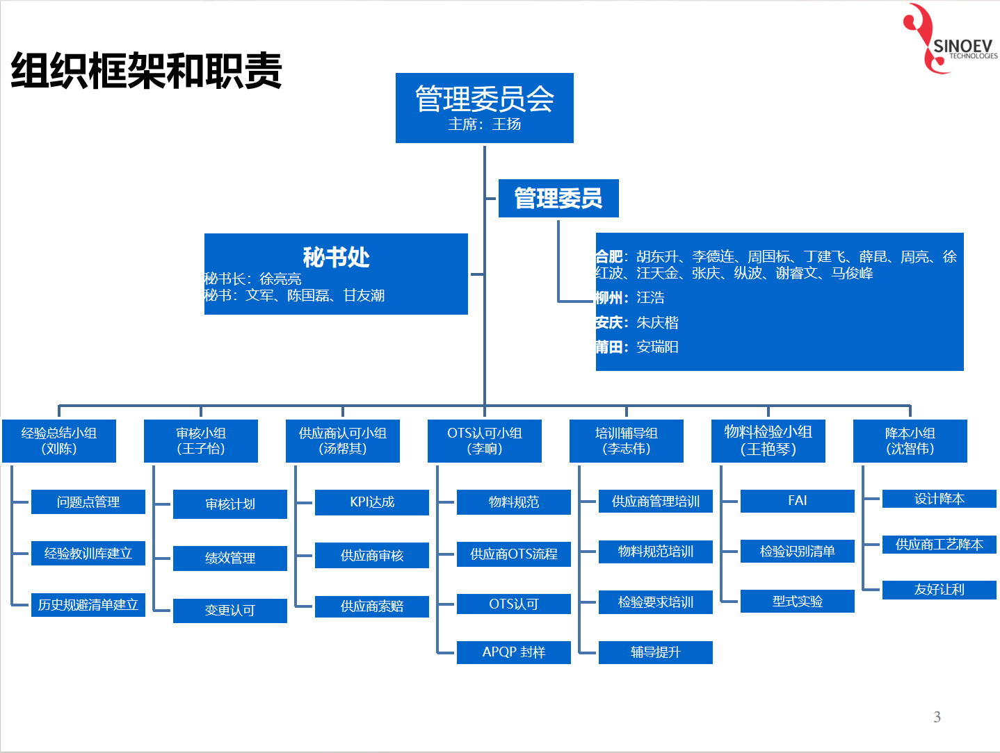 组织框架和职责
SINOEV
TECHNOLOGIES
管理委员会
主席：王扬
管理委员
秘书处
秘书长：徐亮亮
秘书：文军、陈国磊、甘友潮
合肥：胡东升、李德连、周国标、丁建飞、薛昆、周亮、徐
红波、汪天金、张庆、纵波、谢睿文、马俊峰
柳州：汪浩
安庆：朱庆楷
莆田：安瑞阳
经验总结小组
（刘陈）
问题点管理
经验教训库建立
历史规避清单建立
审核小组
（王子怡）
审核计划
绩效管理
变更认可
供应商认可小组
（汤帮其）
KPI达成
供应商审核
供应商索赔
OTS认可小组
（李晌）
物料规范
供应商OTS流程
OTS认可
APQP 封样
培训辅导组
（李志伟）
供应商管理培训
物料规范培训
检验要求培训
辅导提升
物料检验小组
（王艳琴）
FAI
检验识别清单
型式实验
降本小组
（沈智伟）
设计降本
供应商工艺降本
友好让利
3